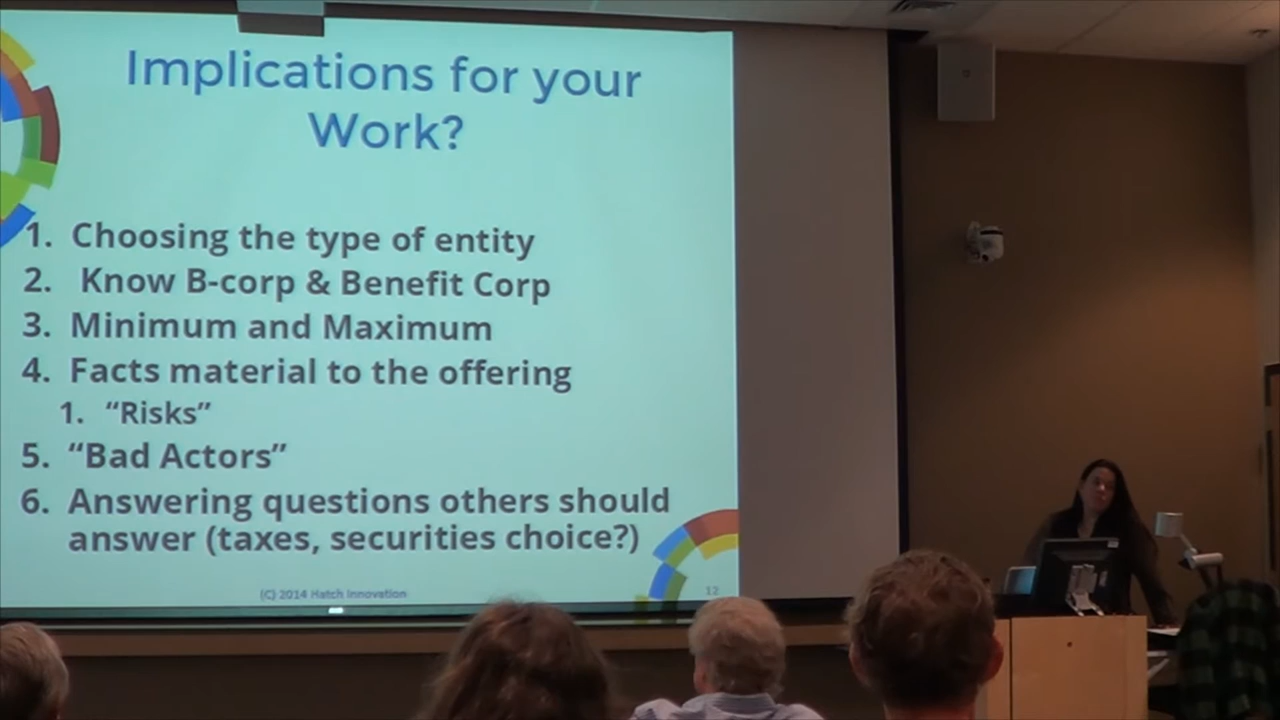 Implications for your
Work?
1. Choosing the type of entity
2. Know B-corp & Benefit Corp
3. Minimum and Maximum
4. Facts material to the offering
1. “Risks”
5. “Bad Actors”
6. Answering questions others should
answer (taxes, securities choice?)
(C) 2014 Hatch Innovation
12